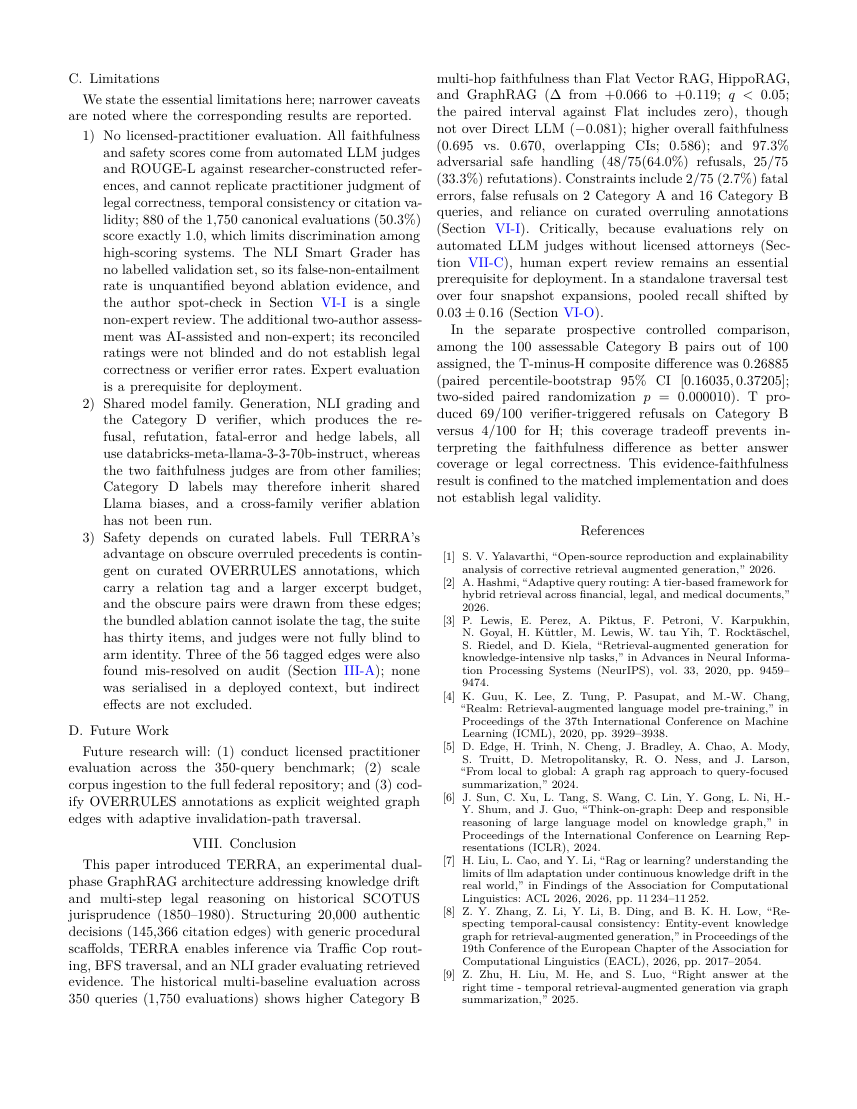 C. Limitations
We state the essential limitations here; narrower caveats
are noted where the corresponding results are reported.
1) No licensed-practitioner evaluation. All faithfulness
and safety scores come from automated LLM judges
and ROUGE-L against researcher-constructed refer-
ences, and cannot replicate practitioner judgment of
legal correctness, temporal consistency or citation va-
lidity; 880 of the 1,750 canonical evaluations (50.3%)
score exactly 1.0, which limits discrimination among
high-scoring systems. The NLI Smart Grader has
no labelled validation set, so its false-non-entailment
rate is unquantified beyond ablation evidence, and
the author spot-check in Section VI-I is a single
non-expert review. The additional two-author assess-
ment was AI-assisted and non-expert; its reconciled
ratings were not blinded and do not establish legal
correctness or verifier error rates. Expert evaluation
is a prerequisite for deployment.
2) Shared model family. Generation, NLI grading and
the Category D verifier, which produces the re-
fusal, refutation, fatal-error and hedge labels, all
use databricks-meta-llama-3-3-70b-instruct, whereas
the two faithfulness judges are from other families;
Category D labels may therefore inherit shared
Llama biases, and a cross-family verifier ablation
has not been run.
3) Safety depends on curated labels. Full TERRA’s
advantage on obscure overruled precedents is contin-
gent on curated OVERRULES annotations, which
carry a relation tag and a larger excerpt budget,
and the obscure pairs were drawn from these edges;
the bundled ablation cannot isolate the tag, the suite
has thirty items, and judges were not fully blind to
arm identity. Three of the 56 tagged edges were also
found mis-resolved on audit (Section III-A); none
was serialised in a deployed context, but indirect
effects are not excluded.
D. Future Work
Future research will: (1) conduct licensed practitioner
evaluation across the 350-query benchmark; (2) scale
corpus ingestion to the full federal repository; and (3) cod-
ify OVERRULES annotations as explicit weighted graph
edges with adaptive invalidation-path traversal.
VIII. Conclusion
This paper introduced TERRA, an experimental dual-
phase GraphRAG architecture addressing knowledge drift
and multi-step legal reasoning on historical SCOTUS
jurisprudence (1850–1980). Structuring 20,000 authentic
decisions (145,366 citation edges) with generic procedural
scaffolds, TERRA enables inference via Traffic Cop rout-
ing, BFS traversal, and an NLI grader evaluating retrieved
evidence. The historical multi-baseline evaluation across
350 queries (1,750 evaluations) shows higher Category B
multi-hop faithfulness than Flat Vector RAG, HippoRAG,
and GraphRAG (Δ from +0.066 to +0.119; q < 0.05;
the paired interval against Flat includes zero), though
not over Direct LLM (−0.081); higher overall faithfulness
(0.695 vs. 0.670, overlapping CIs; 0.586); and 97.3%
adversarial safe handling (48/75(64.0%) refusals, 25/75
(33.3%) refutations). Constraints include 2/75 (2.7%) fatal
errors, false refusals on 2 Category A and 16 Category B
queries, and reliance on curated overruling annotations
(Section VI-I). Critically, because evaluations rely on
automated LLM judges without licensed attorneys (Sec-
tion VII-C), human expert review remains an essential
prerequisite for deployment. In a standalone traversal test
over four snapshot expansions, pooled recall shifted by
0.03 ± 0.16 (Section VI-O).
In the separate prospective controlled comparison,
among the 100 assessable Category B pairs out of 100
assigned, the T-minus-H composite difference was 0.26885
(paired percentile-bootstrap 95% CI [0.16035, 0.37205];
two-sided paired randomization p = 0.000010). T pro-
duced 69/100 verifier-triggered refusals on Category B
versus 4/100 for H; this coverage tradeoff prevents in-
terpreting the faithfulness difference as better answer
coverage or legal correctness. This evidence-faithfulness
result is confined to the matched implementation and does
not establish legal validity.
References
[1] S. V. Yalavarthi, “Open-source reproduction and explainability
analysis of corrective retrieval augmented generation,” 2026.
[2] A. Hashmi, “Adaptive query routing: A tier-based framework for
hybrid retrieval across financial, legal, and medical documents,”
2026.
[3] P. Lewis, E. Perez, A. Piktus, F. Petroni, V. Karpukhin,
N. Goyal, H. Küttler, M. Lewis, W. tau Yih, T. Rocktäschel,
S. Riedel, and D. Kiela, “Retrieval-augmented generation for
knowledge-intensive nlp tasks,” in Advances in Neural Informa-
tion Processing Systems (NeurIPS), vol. 33, 2020, pp. 9459–
9474.
[4] K. Guu, K. Lee, Z. Tung, P. Pasupat, and M.-W. Chang,
“Realm: Retrieval-augmented language model pre-training,” in
Proceedings of the 37th International Conference on Machine
Learning (ICML), 2020, pp. 3929–3938.
[5] D. Edge, H. Trinh, N. Cheng, J. Bradley, A. Chao, A. Mody,
S. Truitt, D. Metropolitansky, R. O. Ness, and J. Larson,
“From local to global: A graph rag approach to query-focused
summarization,” 2024.
[6] J. Sun, C. Xu, L. Tang, S. Wang, C. Lin, Y. Gong, L. Ni, H.-
Y. Shum, and J. Guo, “Think-on-graph: Deep and responsible
reasoning of large language model on knowledge graph,” in
Proceedings of the International Conference on Learning Rep-
resentations (ICLR), 2024.
[7] H. Liu, L. Cao, and Y. Li, “Rag or learning? understanding the
limits of llm adaptation under continuous knowledge drift in the
real world,” in Findings of the Association for Computational
Linguistics: ACL 2026, 2026, pp. 11 234–11 252.
[8] Z. Y. Zhang, Z. Li, Y. Li, B. Ding, and B. K. H. Low, “Re-
specting temporal-causal consistency: Entity-event knowledge
graph for retrieval-augmented generation,” in Proceedings of the
19th Conference of the European Chapter of the Association for
Computational Linguistics (EACL), 2026, pp. 2017–2054.
[9] Z. Zhu, H. Liu, M. He, and S. Luo, “Right answer at the
right time - temporal retrieval-augmented generation via graph
summarization,” 2025.